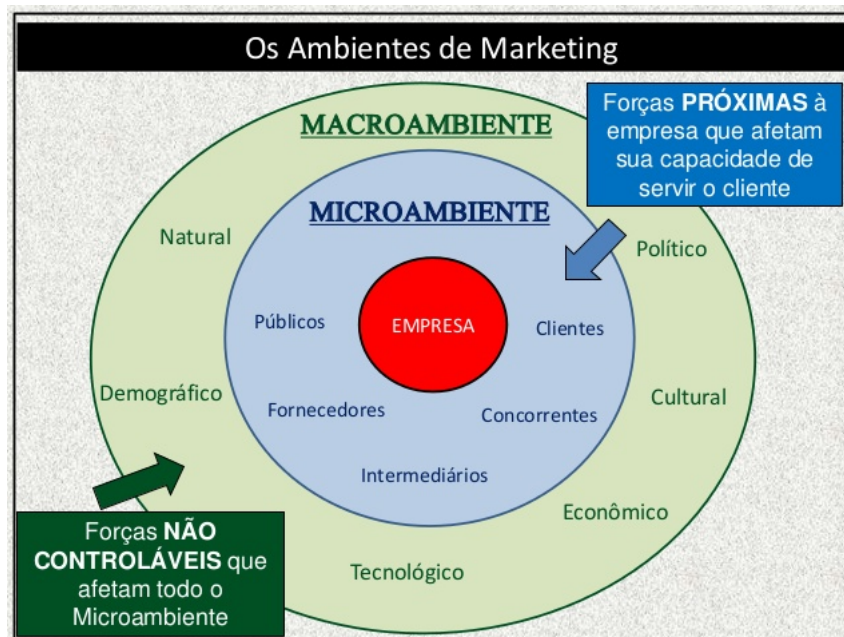 Os Ambientes de Marketing
MACROAMBIENTE
Forças PRÓXIMAS à
empresa que afetam
sua capacidade de
servir o cliente
MICROAMBIENTE
Natural
Político
Públicos
EMPRESA
Clientes
Demográfico
Fornecedores
Concorrentes
Cultural
Intermediários
Econômico
Tecnológico
Forças NÃO
CONTROLÁVEIS que
afetam todo o
Microambiente